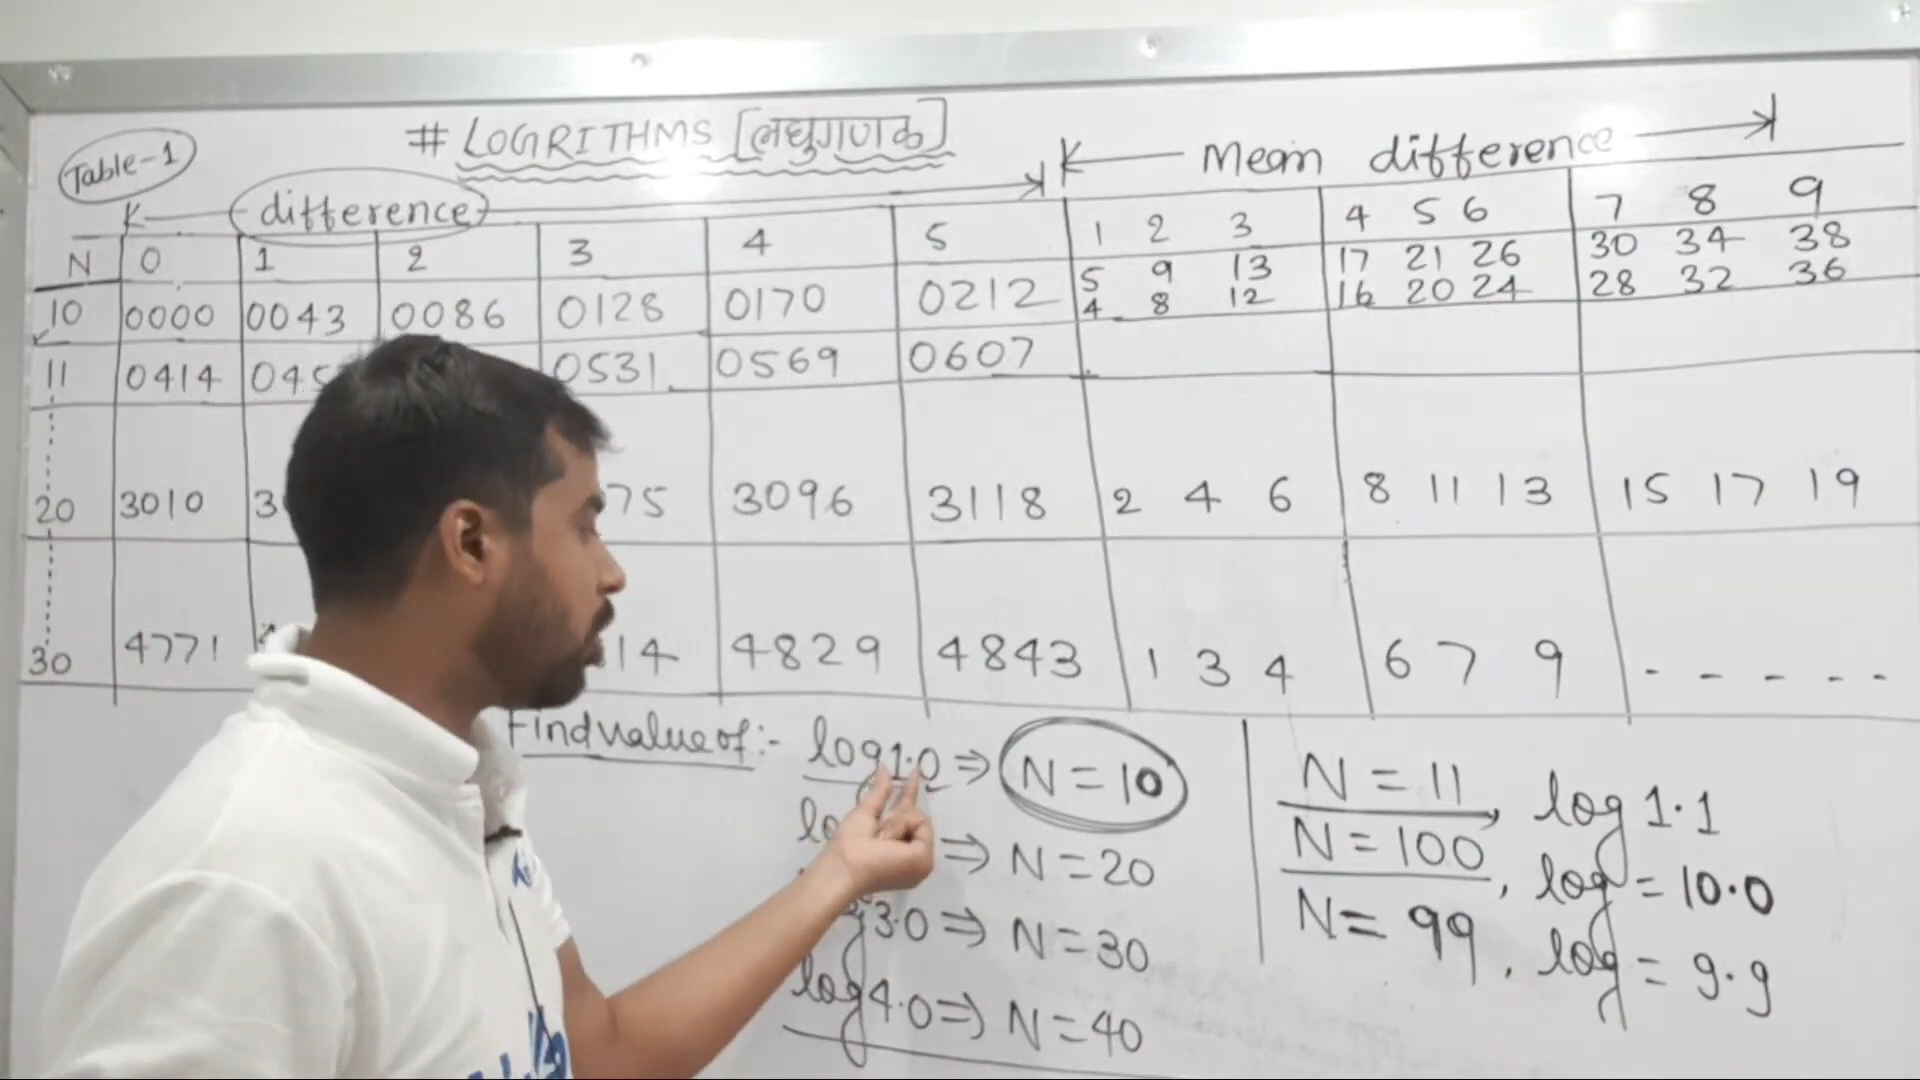 Table-1
# LOGRITHMS [लघुगणक]
Mean difference
difference
N 0 1 2 3 4 5 1 2 3 4 5 6 7 8 9
10 0000 0043 0086 0128 0170 0212 5 9 13 17 21 26 30 34 38
4 8 12 16 20 24 28 32 36
11 0414 0531 0569 0607
20 3010 3096 3118 2 4 6 8 11 13 15 17 19
30 4771 4829 4843 1 3 4 6 7 9 - - - - -
Find value of :- log 1.0 ⇒ N = 10
⇒ N = 20
3.0 ⇒ N = 30
log 4.0 ⇒ N = 40
N = 11, log 1.1
N = 100, log = 10.0
N = 99, log = 9.9